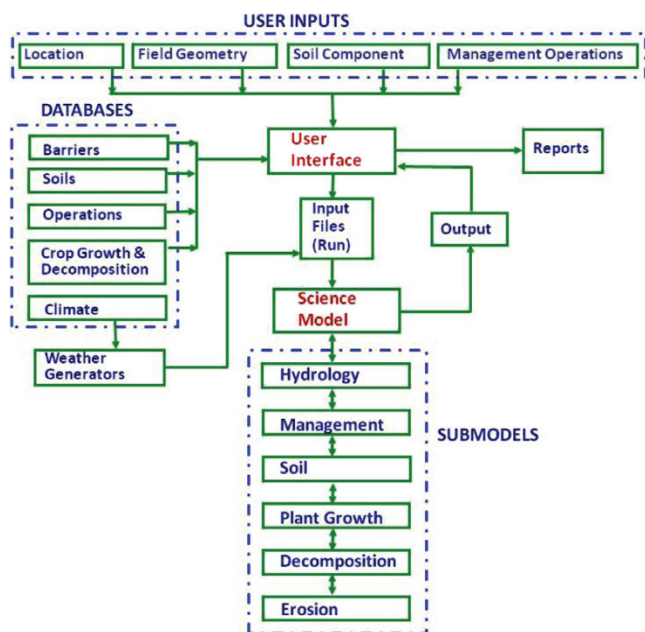 USER INPUTS
Location
Field Geometry
Soil Component
Management Operations
DATABASES
Barriers
Soils
Operations
Crop Growth &
Decomposition
Climate
Weather
Generators
User
Interface
Reports
Input
Files
(Run)
Output
Science
Model
Hydrology
Management
Soil
Plant Growth
Decomposition
Erosion
SUBMODELS